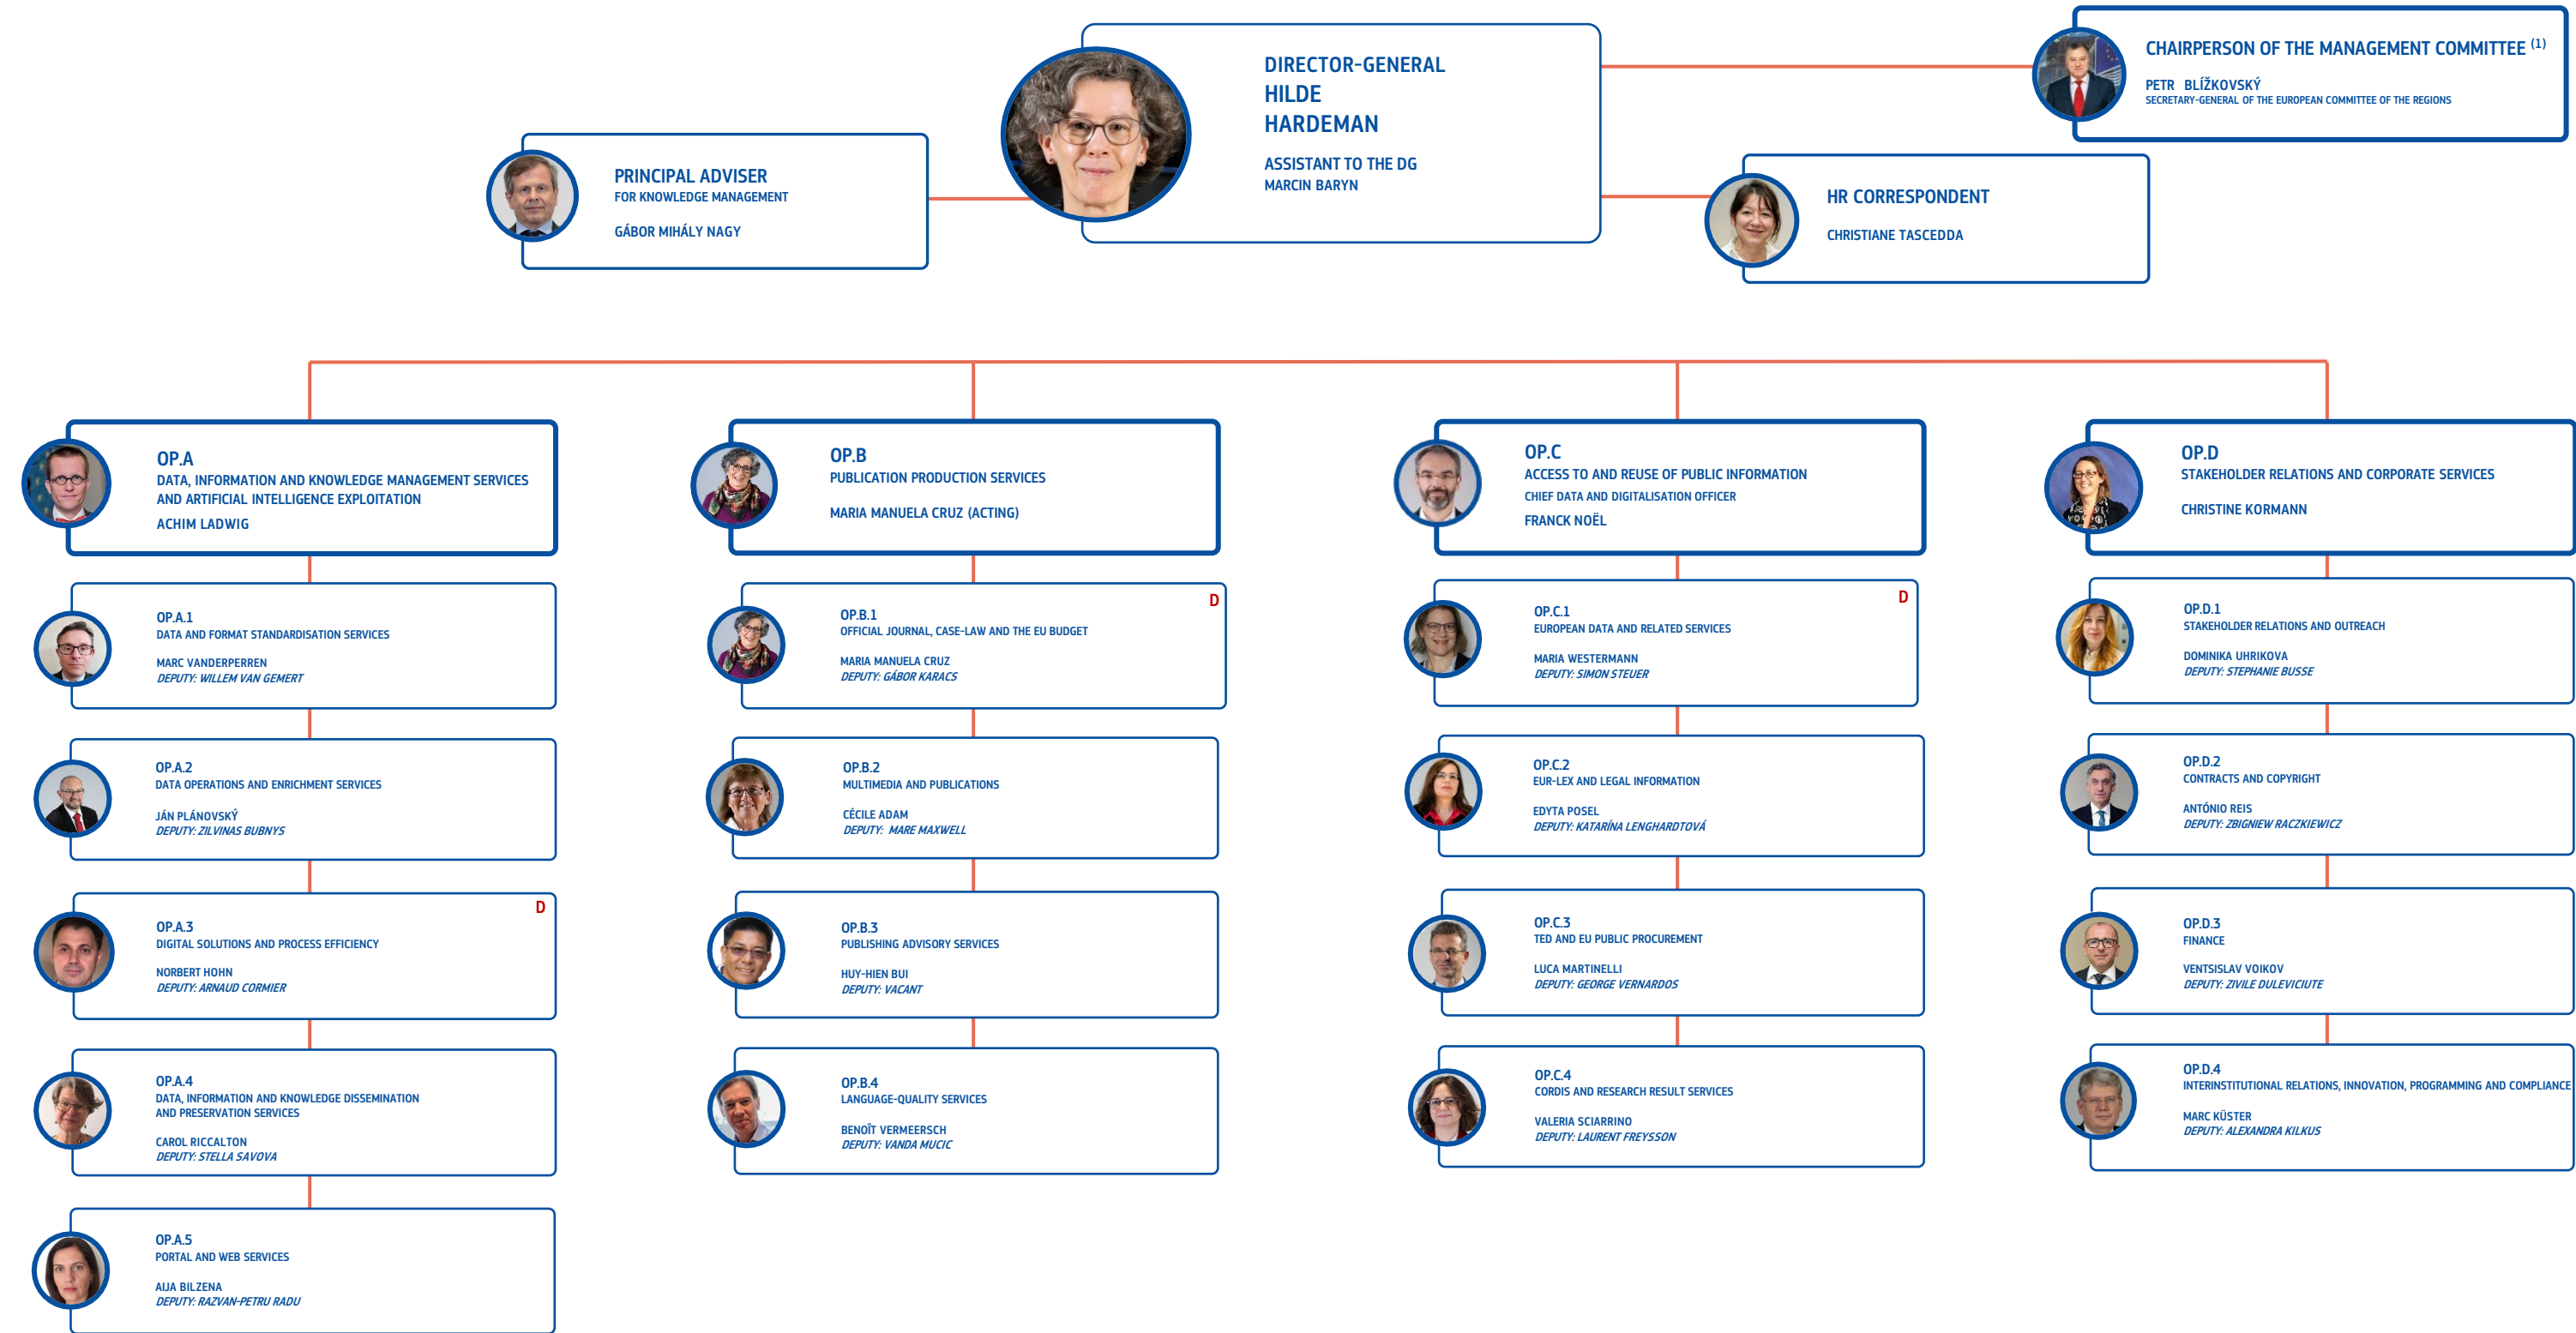 DIRECTOR-GENERAL
HILDE
HARDEMAN
ASSISTANT TO THE DG
MARCIN BARYN
CHAIRPERSON OF THE MANAGEMENT COMMITTEE (1)
PETR BLÍŽKOVSKÝ
SECRETARY-GENERAL OF THE EUROPEAN COMMITTEE OF THE REGIONS
PRINCIPAL ADVISER
FOR KNOWLEDGE MANAGEMENT
GÁBOR MIHÁLY NAGY
HR CORRESPONDENT
CHRISTIANE TASCEDDA
OP.A
DATA, INFORMATION AND KNOWLEDGE MANAGEMENT SERVICES
AND ARTIFICIAL INTELLIGENCE EXPLOITATION
ACHIM LADWIG
OP.A.1
DATA AND FORMAT STANDARDISATION SERVICES
MARC VANDERPERREN
DEPUTY: WILLEM VAN GEMERT
OP.A.2
DATA OPERATIONS AND ENRICHMENT SERVICES
JÁN PLÁNOVSKÝ
DEPUTY: ZILVINAS BUBNYS
D
OP.A.3
DIGITAL SOLUTIONS AND PROCESS EFFICIENCY
NORBERT HOHN
DEPUTY: ARNAUD CORMIER
OP.A.4
DATA, INFORMATION AND KNOWLEDGE DISSEMINATION
AND PRESERVATION SERVICES
CAROL RICCALTON
DEPUTY: STELLA SAVOVA
OP.A.5
PORTAL AND WEB SERVICES
AIJA BILZENA
DEPUTY: RAZVAN-PETRU RADU
OP.B
PUBLICATION PRODUCTION SERVICES
MARIA MANUELA CRUZ (ACTING)
D
OP.B.1
OFFICIAL JOURNAL, CASE-LAW AND THE EU BUDGET
MARIA MANUELA CRUZ
DEPUTY: GÁBOR KARACS
OP.B.2
MULTIMEDIA AND PUBLICATIONS
CÉCILE ADAM
DEPUTY: MARE MAXWELL
OP.B.3
PUBLISHING ADVISORY SERVICES
HUY-HIEN BUI
DEPUTY: VACANT
OP.B.4
LANGUAGE-QUALITY SERVICES
BENOÎT VERMEERSCH
DEPUTY: VANDA MUCIC
OP.C
ACCESS TO AND REUSE OF PUBLIC INFORMATION
CHIEF DATA AND DIGITALISATION OFFICER
FRANCK NOËL
D
OP.C.1
EUROPEAN DATA AND RELATED SERVICES
MARIA WESTERMANN
DEPUTY: SIMON STEUER
OP.C.2
EUR-LEX AND LEGAL INFORMATION
EDYTA POSEL
DEPUTY: KATARÍNA LENGHARDTOVÁ
OP.C.3
TED AND EU PUBLIC PROCUREMENT
LUCA MARTINELLI
DEPUTY: GEORGE VERNARDOS
OP.C.4
CORDIS AND RESEARCH RESULT SERVICES
VALERIA SCIARRINO
DEPUTY: LAURENT FREYSSON
OP.D
STAKEHOLDER RELATIONS AND CORPORATE SERVICES
CHRISTINE KORMANN
OP.D.1
STAKEHOLDER RELATIONS AND OUTREACH
DOMINIKA UHRIKOVA
DEPUTY: STEPHANIE BUSSE
OP.D.2
CONTRACTS AND COPYRIGHT
ANTÓNIO REIS
DEPUTY: ZBIGNIEW RACZKIEWICZ
OP.D.3
FINANCE
VENTSISLAV VOIKOV
DEPUTY: ZIVILE DULEVICIUTE
OP.D.4
INTERINSTITUTIONAL RELATIONS, INNOVATION, PROGRAMMING AND COMPLIANCE
MARC KÜSTER
DEPUTY: ALEXANDRA KILKUS